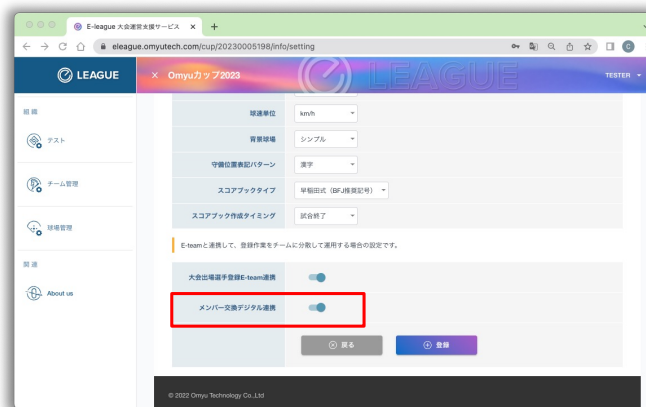 E-league 大会運営支援サービス
eleague.omyutech.com/cup/20230005198/info/setting
LEAGUE
Omyuカップ2023
LEAGUE
TESTER
組織
テスト
チーム管理
球場管理
関連
About us
球速単位
km/h
背景球場
シンプル
守備位置表記パターン
漢字
スコアブックタイプ
早稲田式（BFJ推奨記号）
スコアブック作成タイミング
試合終了
E-teamと連携して、登録作業をチームに分散して運用する場合の設定です。
大会出場選手登録E-team連携
メンバー交換デジタル連携
戻る
登録
© 2022 Omyu Technology Co.,Ltd